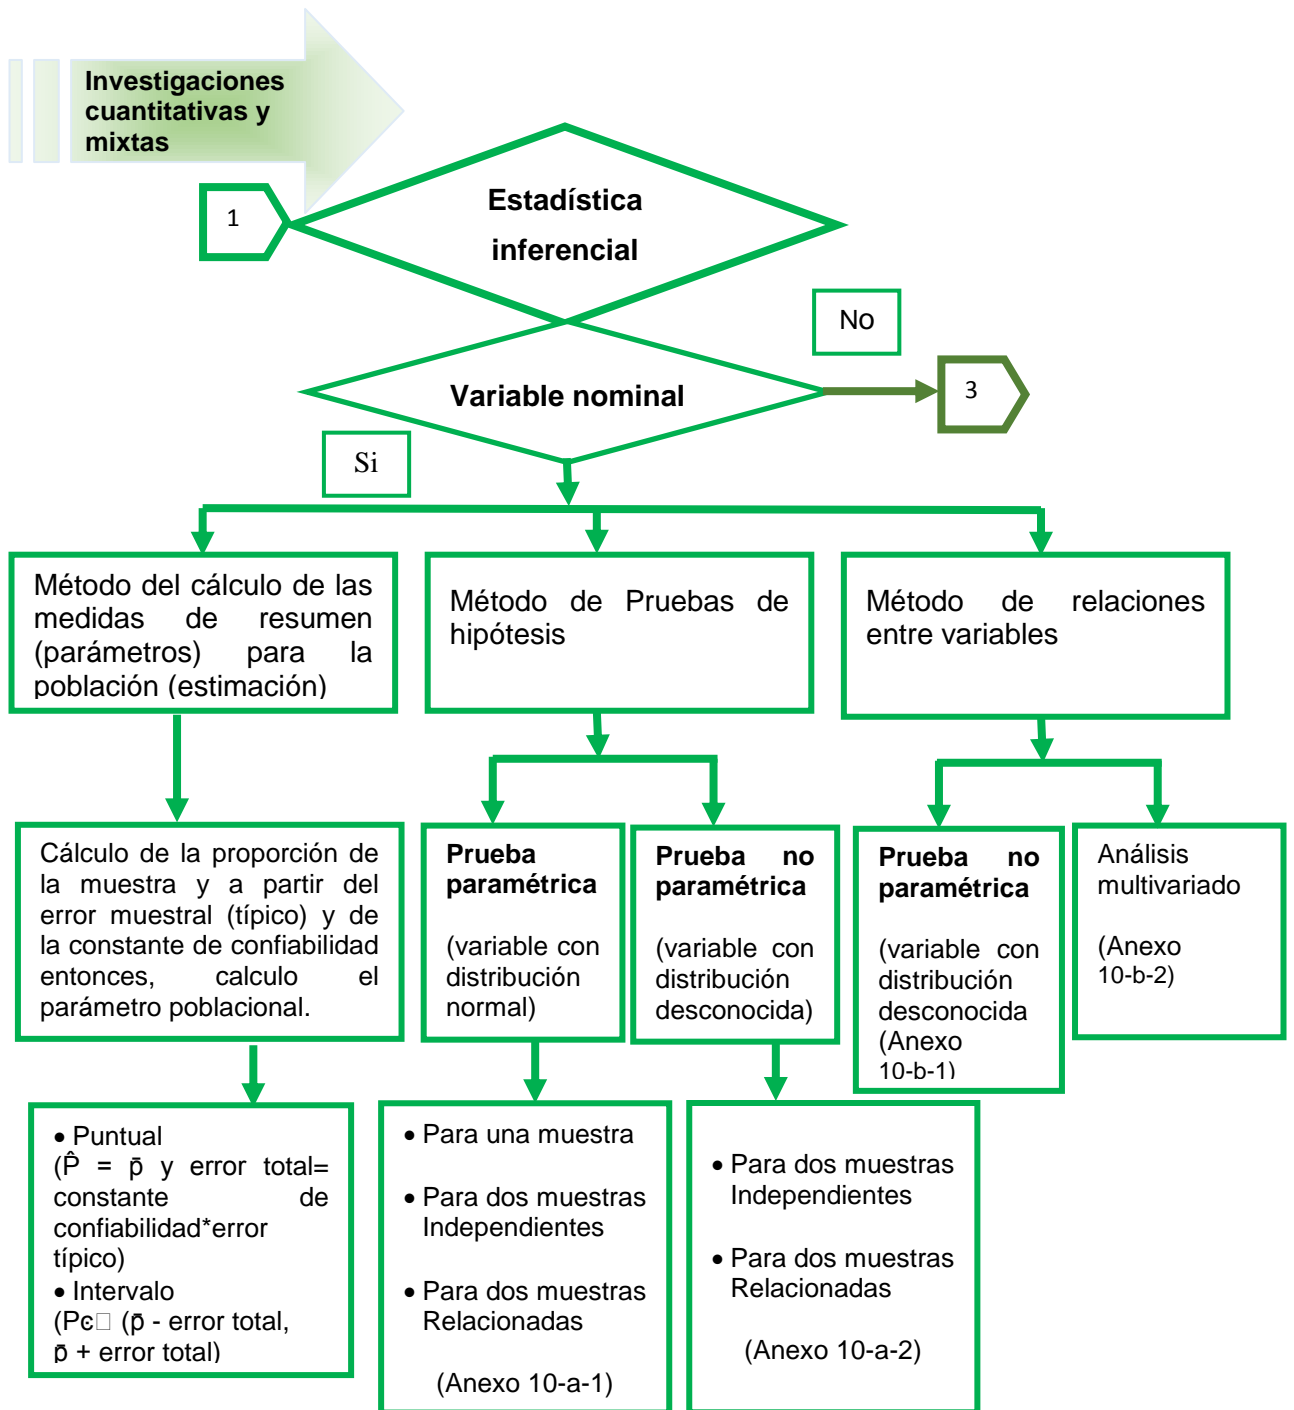 Investigaciones
cuantitativas y
mixtas
1
Estadística
inferencial
No
Variable nominal
3
Si
Método del cálculo de las
medidas de resumen
(parámetros) para la
población (estimación)
Método de Pruebas de
hipótesis
Método de relaciones
entre variables
Cálculo de la proporción de
la muestra y a partir del
error muestral (típico) y de
la constante de confiabilidad
entonces, calculo el
parámetro poblacional.
Prueba
paramétrica
(variable con
distribución
normal)
Prueba no
paramétrica
(variable con
distribución
desconocida)
Prueba no
paramétrica
(variable con
distribución
desconocida
(Anexo
10-b-1)
Análisis
multivariado
(Anexo
10-b-2)
• Puntual
(P̂ = p̄ y error total=
constante de
confiabilidad*error
típico)
• Intervalo
(Pє□ (p̄ - error total,
p̄ + error total)
• Para una muestra
• Para dos muestras
Independientes
• Para dos muestras
Relacionadas
(Anexo 10-a-1)
• Para dos muestras
Independientes
• Para dos muestras
Relacionadas
(Anexo 10-a-2)